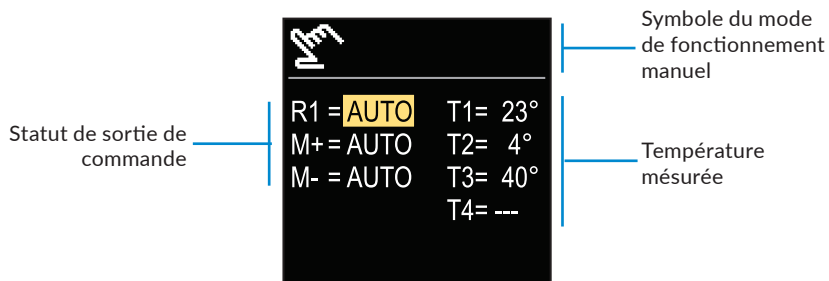 Symbole du mode
de fonctionnement
manuel
Statut de sortie de
commande
R1 = AUTO T1= 23°
M+= AUTO T2= 4°
M- = AUTO T3= 40°
T4= ---
Température
mésurée